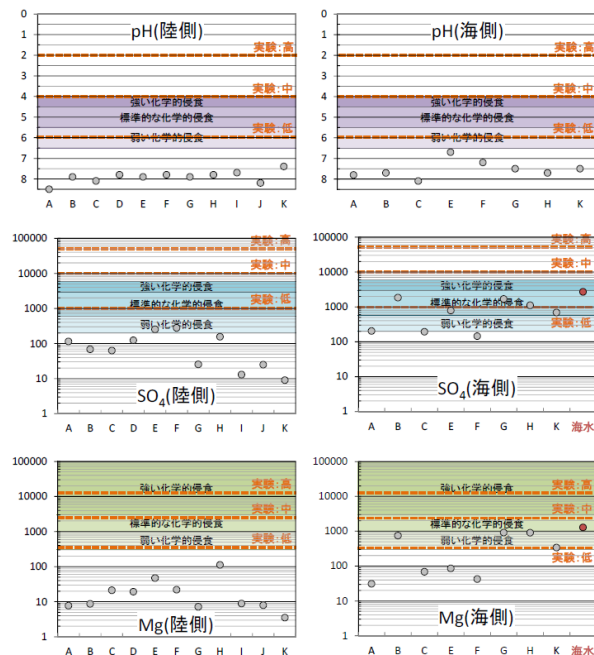 pH(陸側)
0
1
2
3
4
5
6
7
8
実験:高
実験:中
強い化学的侵食
標準的な化学的侵食
実験:低
弱い化学的侵食
A B C D E F G H I J K
pH(海側)
0
1
2
3
4
5
6
7
8
実験:高
実験:中
強い化学的侵食
標準的な化学的侵食
実験:低
弱い化学的侵食
A B C E F G H K
100000
10000
1000
100
10
1
実験:高
実験:中
強い化学的侵食
実験:低
標準的な化学的侵食
弱い化学的侵食
SO4(陸側)
A B C D E F G H I J K
100000
10000
1000
100
10
1
実験:高
実験:中
強い化学的侵食
標準的な化学的侵食
弱い化学的侵食
実験:低
SO4(海側)
A B C E F G H K 海水
100000
10000
1000
100
10
1
強い化学的侵食
実験:高
実験:中
標準的な化学的侵食
弱い化学的侵食
実験:低
Mg(陸側)
A B C D E F G H I J K
100000
10000
1000
100
10
1
強い化学的侵食
実験:高
実験:中
標準的な化学的侵食
弱い化学的侵食
実験:低
Mg(海側)
A B C E F G H K 海水